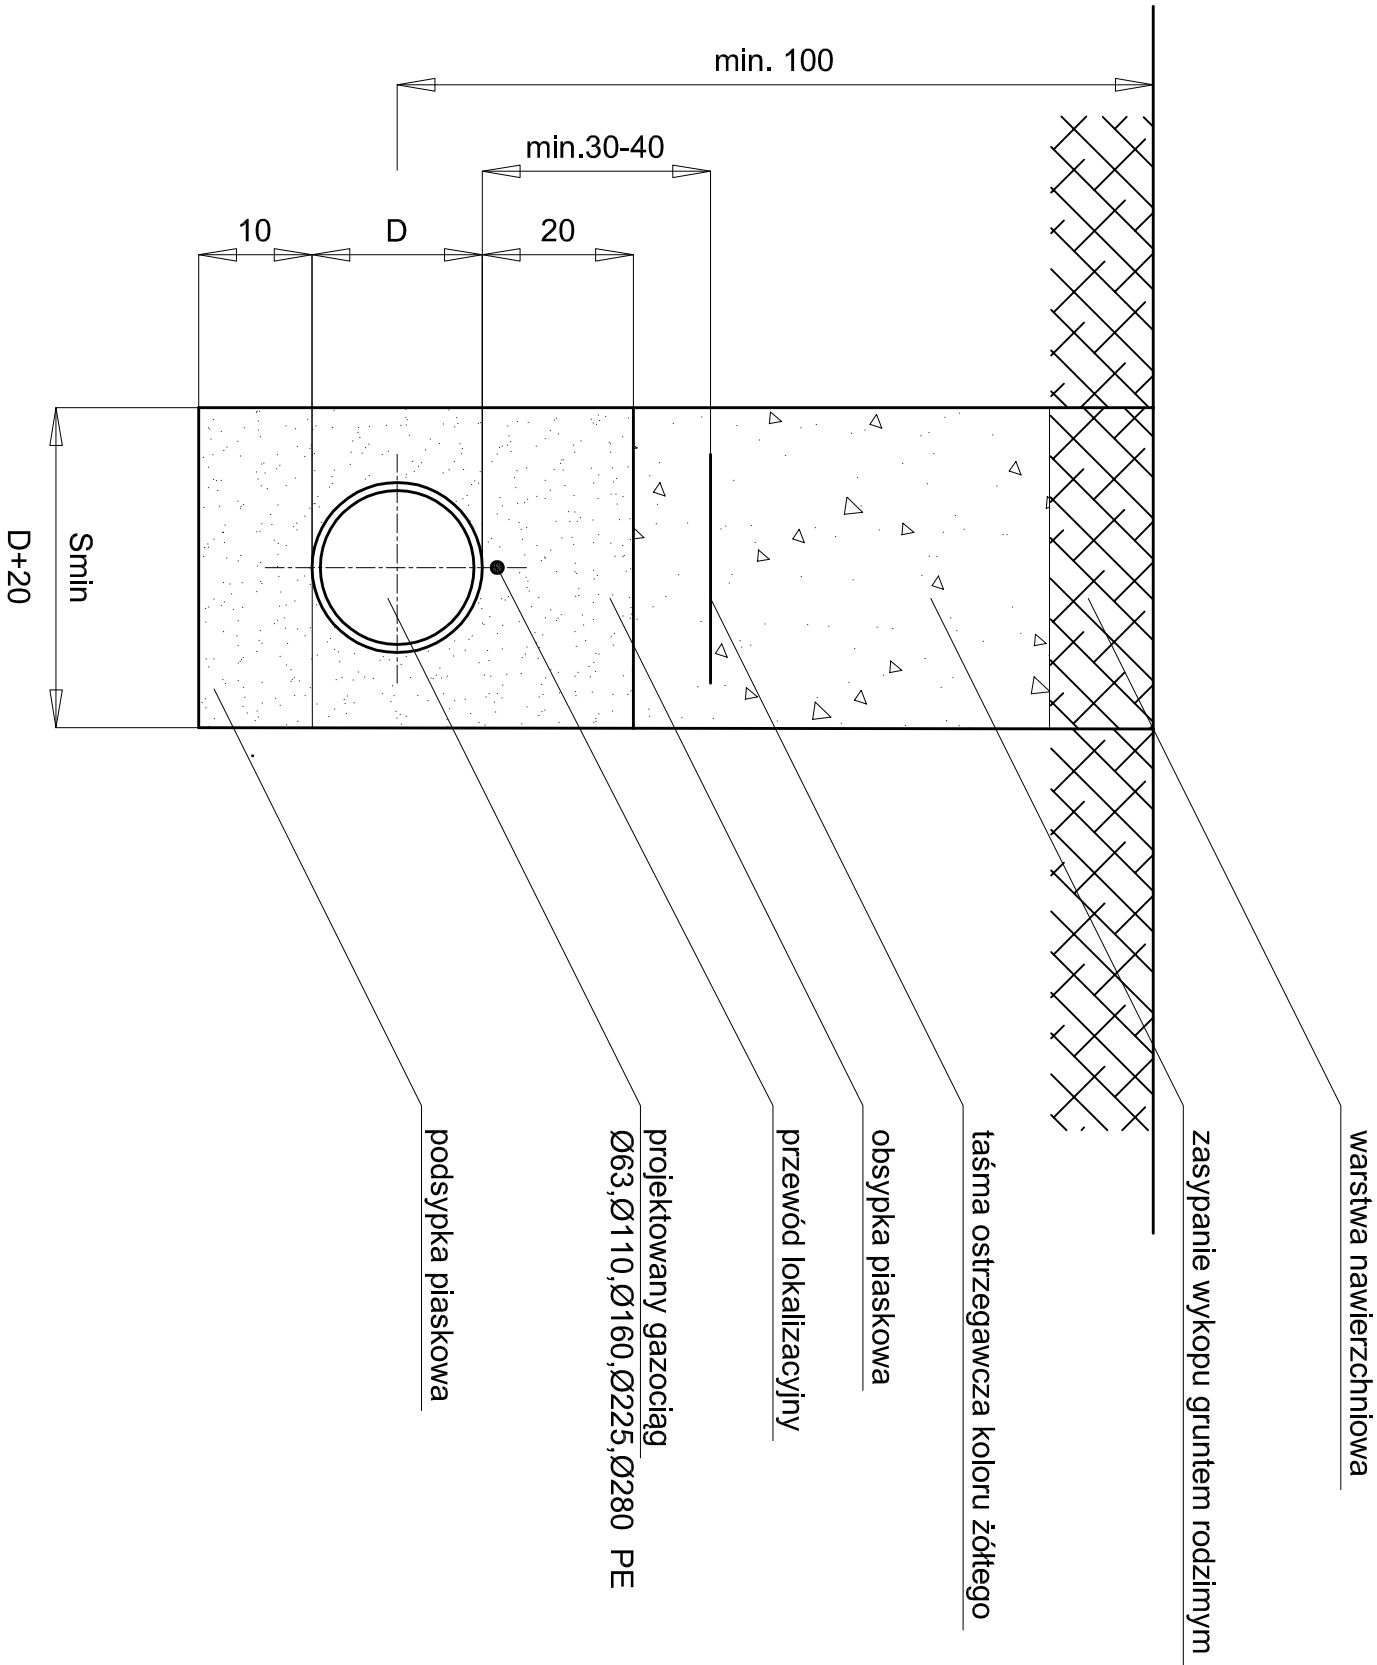 min. 100
min.30-40
10
D
20
Smin
D+20
warstwa nawierzchniowa
zasypanie wykopu gruntem rodzimym
taśma ostrzegawcza koloru żółtego
obsypka piaskowa
przewód lokalizacyjny
projektowany gazociąg
Ø63,Ø110,Ø160,Ø225,Ø280 PE
podsypka piaskowa